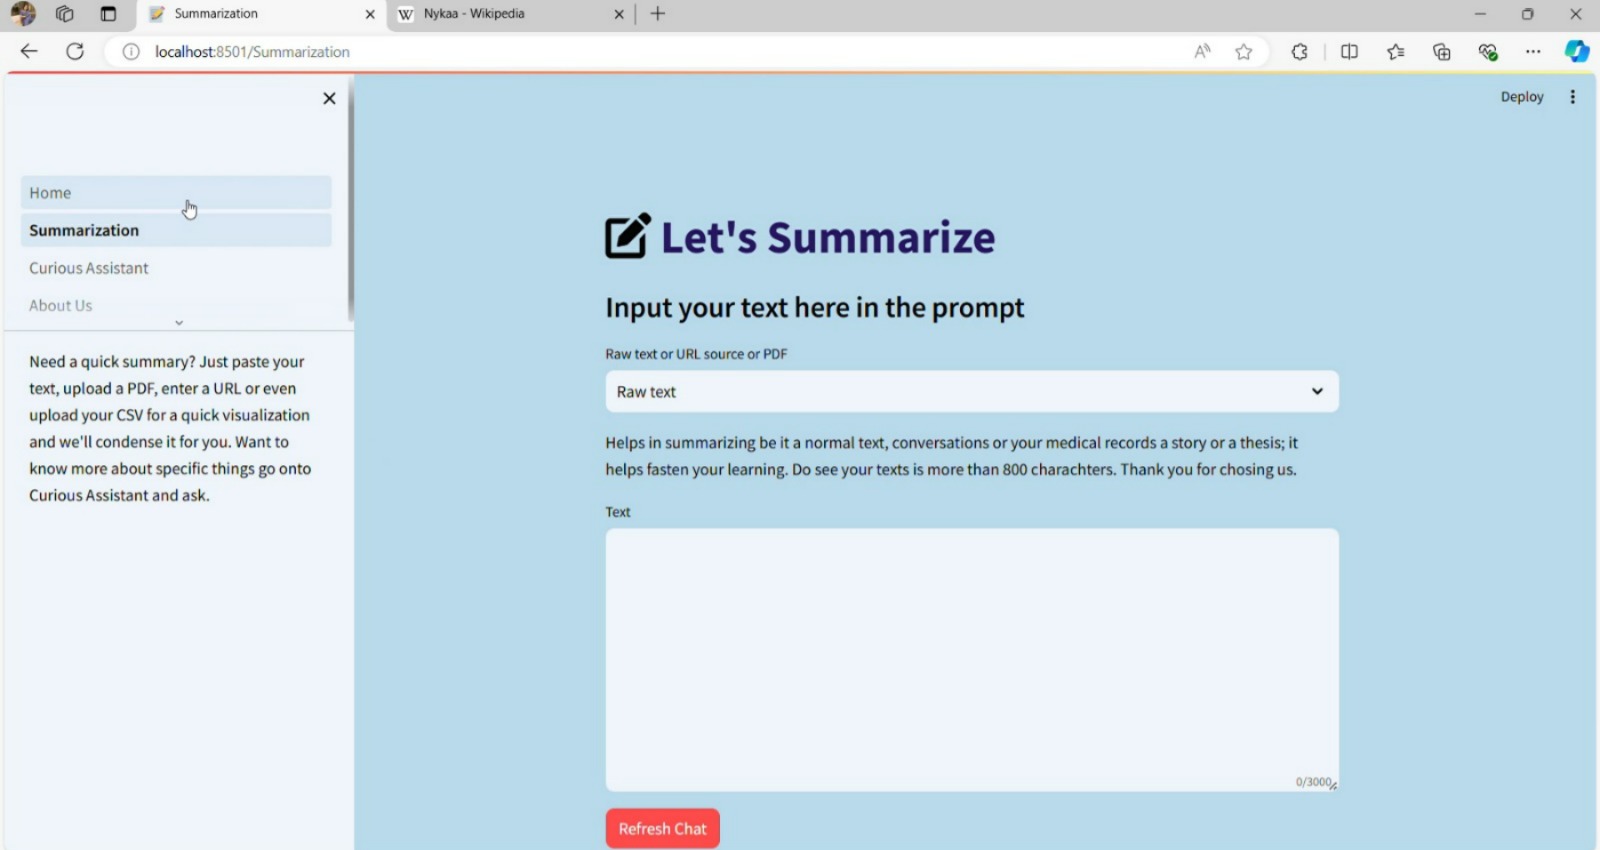 Summarization
Nykaa - Wikipedia
localhost:8501/Summarization
Deploy
Home
Summarization
Curious Assistant
About Us
Need a quick summary? Just paste your
text, upload a PDF, enter a URL or even
upload your CSV for a quick visualization
and we'll condense it for you. Want to
know more about specific things go onto
Curious Assistant and ask.
Let's Summarize
Input your text here in the prompt
Raw text or URL source or PDF
Raw text
Helps in summarizing be it a normal text, conversations or your medical records a story or a thesis; it
helps fasten your learning. Do see your texts is more than 800 charachters. Thank you for chosing us.
Text
0/3000
Refresh Chat